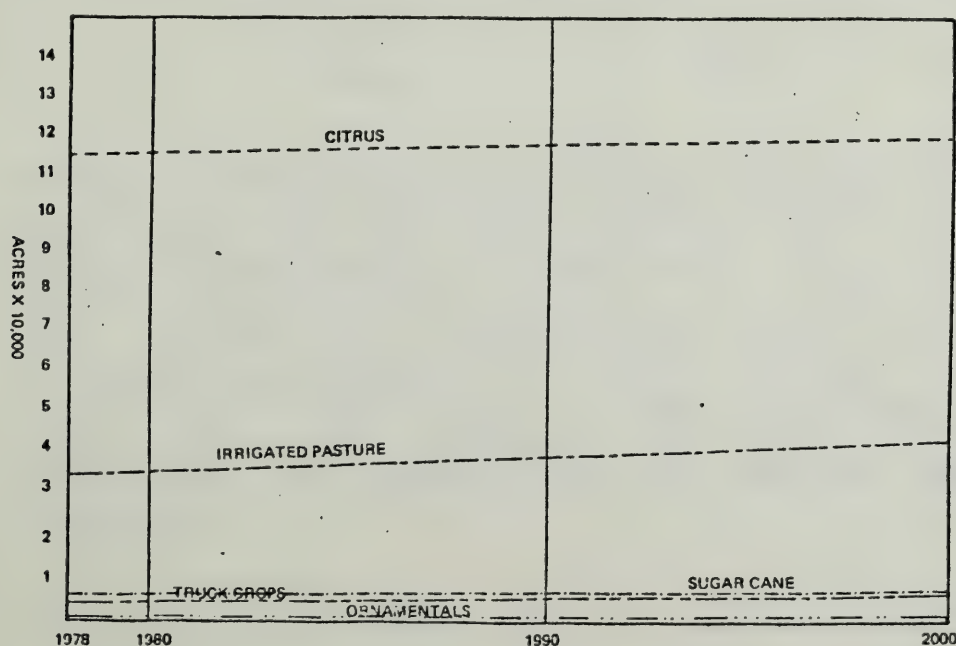 14
13
12
11
10
9
8
7
6
5
4
3
2
1
ACRES X 10,000
CITRUS
IRRIGATED PASTURE
SUGAR CANE
TRUCK CROPS
ORNAMENTALS
1978 1980 1990 2000